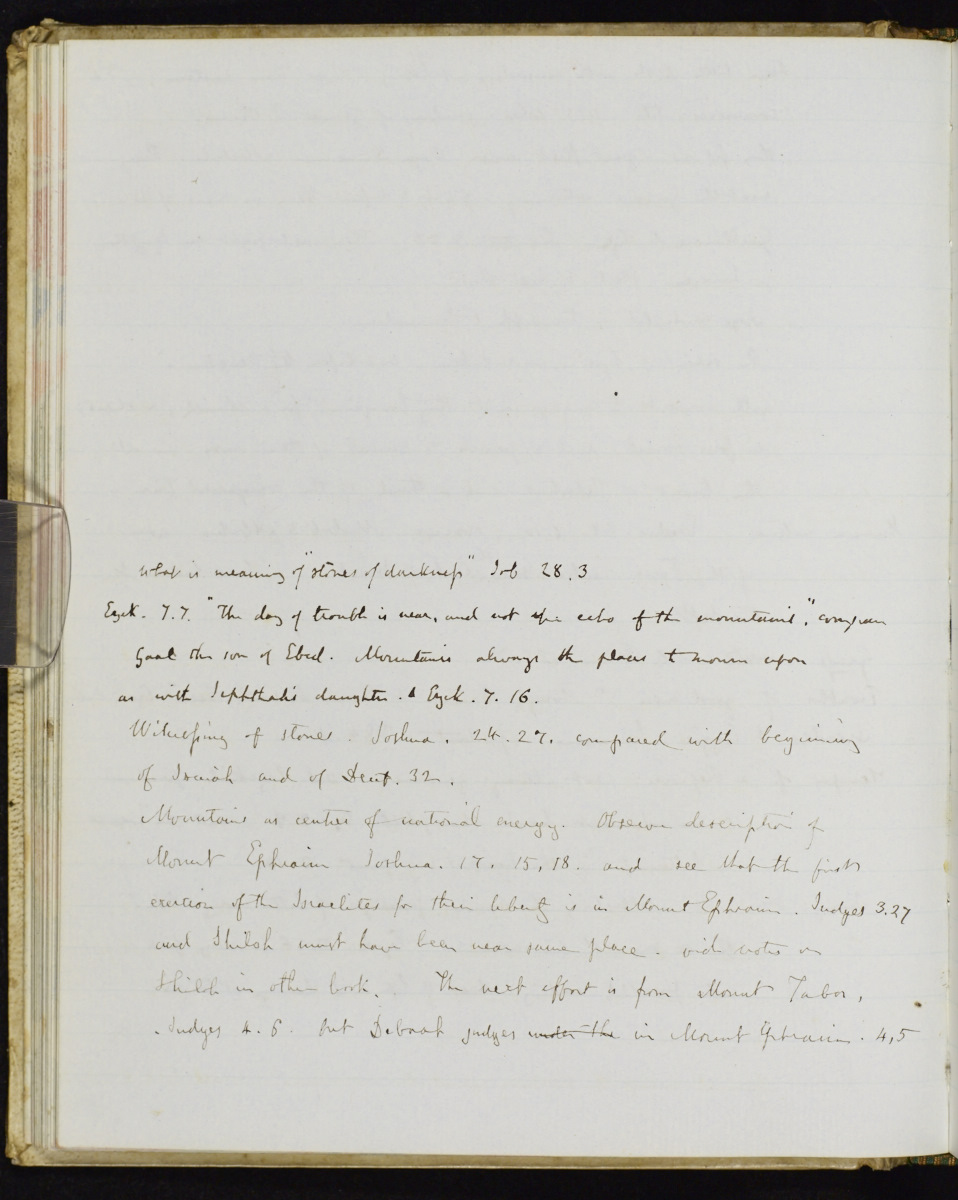 what is meaning of "stones of darkness" Job 28.3
Ezek. 7.7. "The day of trouble is near, and not the echo of the mountains", compare
Gaal the son of Ebed. Mountains always the places to mourn upon
as with Jephthah's daughter. Ezek. 7.16.
Witnessing of stones. Joshua. 24.27. compared with beginning
of Isaiah and of Deut. 32.
Mountains as centres of national energy. Observe description of
Mount Ephraim Joshua. 17. 15, 18. and see that the first
exertion of the Israelites for their liberty is in Mount Ephraim. Judges 3.27
and Shiloh must have been near same place. vide notes on
Shiloh in other book. The next effort is from Mount Tabor,
Judges 4.6. but Deborah judges under the in Mount Ephraim. 4,5